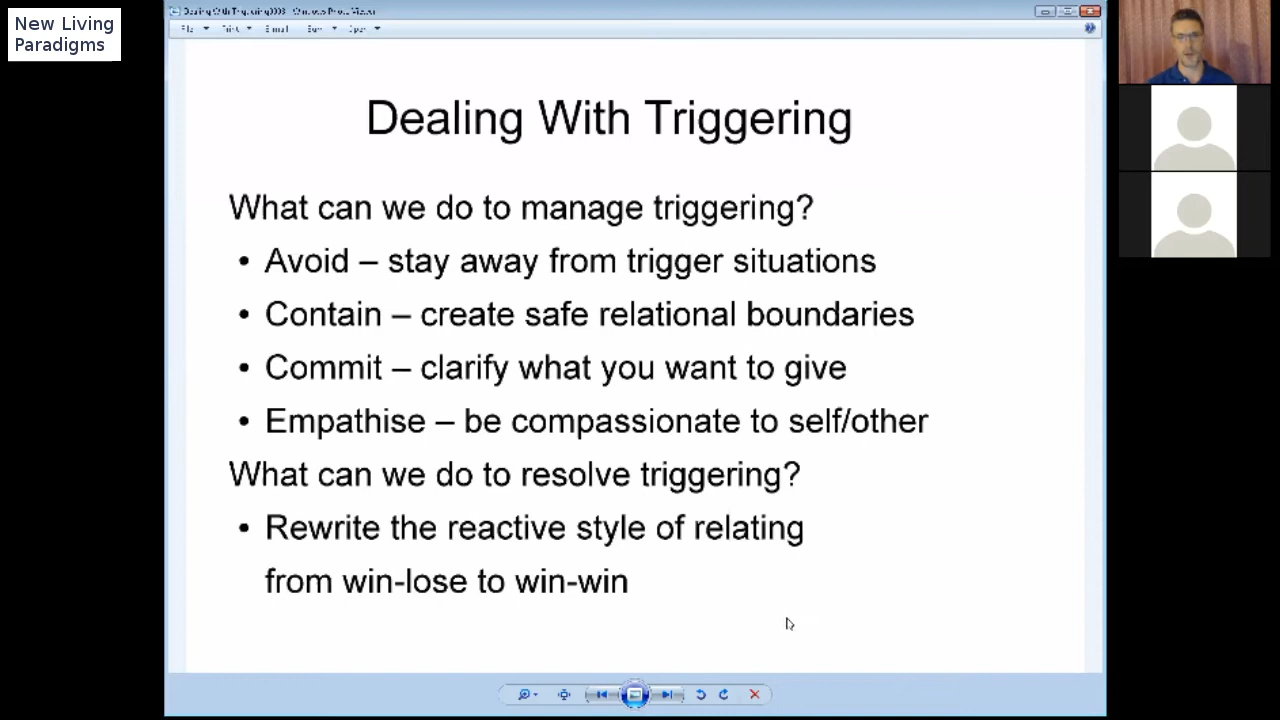 New Living
Paradigms
Dealing With Triggering
What can we do to manage triggering?
• Avoid – stay away from trigger situations
• Contain – create safe relational boundaries
• Commit – clarify what you want to give
• Empathise – be compassionate to self/other
What can we do to resolve triggering?
• Rewrite the reactive style of relating
from win-lose to win-win